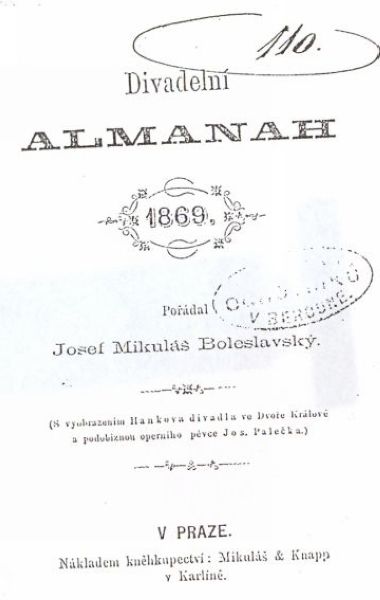 110.
Divadelní
ALMANAH
1869.
Pořádal
Josef Mikuláš Boleslavský.
V BEROUNĚ.
(S vyobrazením Hankova divadla ve Dvoře Králové
a podobiznou operního pěvce Jos. Palečka.)
V PRAZE.
Nákladem kněhkupectví: Mikuláš & Knapp
v Karlíně.